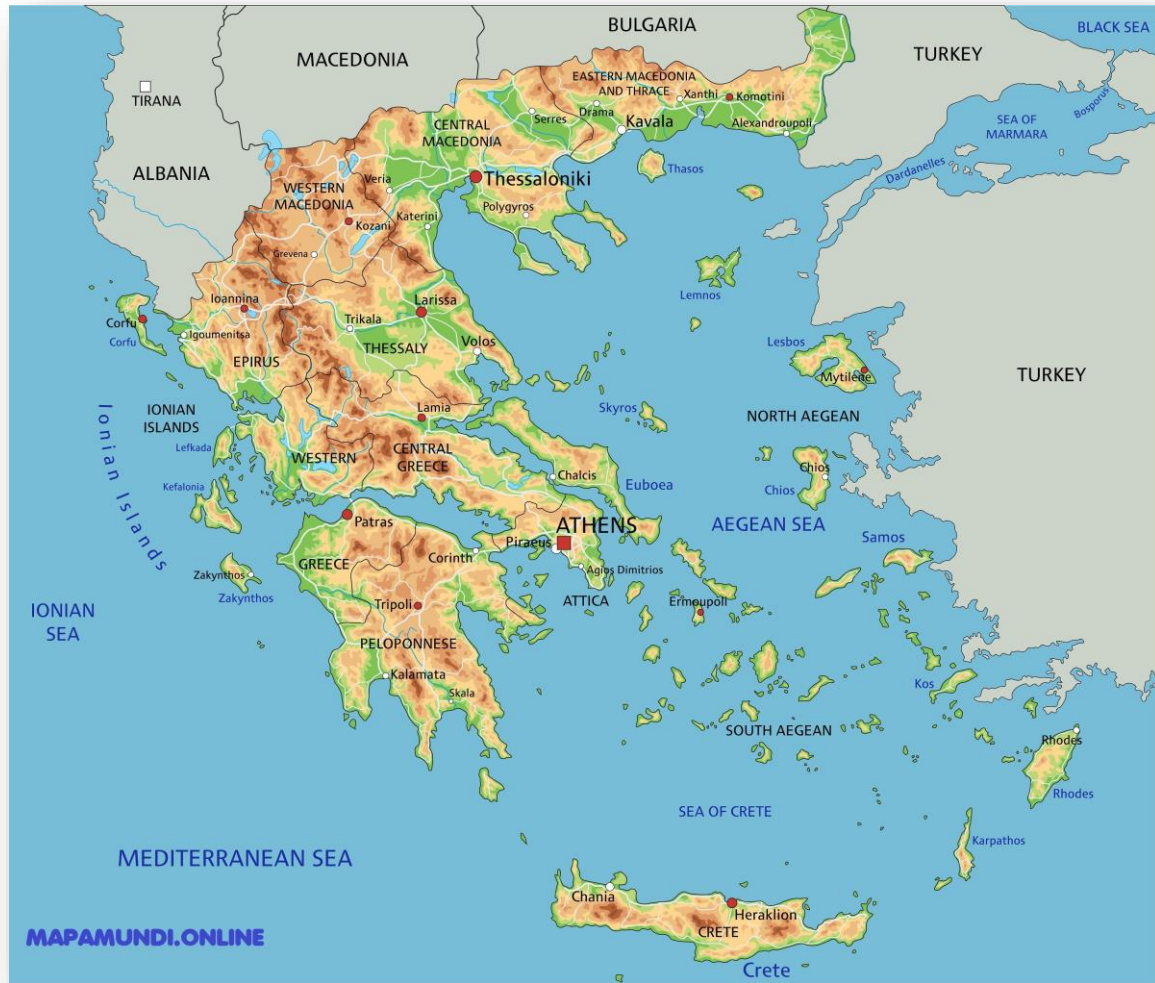 BULGARIA
BLACK SEA
MACEDONIA
TURKEY
TIRANA
EASTERN MACEDONIA
AND THRACE
Xanthi
Komotini
Bosporus
Drama
Serres
Kavala
Alexandroupoli
SEA OF
MARMARA
CENTRAL
MACEDONIA
ALBANIA
Thasos
Dardanelles
Veria
Thessaloniki
WESTERN
MACEDONIA
Polygyros
Katerini
Kozani
Grevena
Lemnos
Ioannina
Larissa
Corfu
Corfu
Igoumenitsa
Trikala
Volos
THESSALY
Lesbos
EPIRUS
Mytilene
TURKEY
IONIAN
ISLANDS
Ionian Islands
Lamia
Skyros
NORTH AEGEAN
Lefkada
WESTERN
CENTRAL
GREECE
Chalcis
Chios
Kefalonia
Euboea
Chios
Patras
ATHENS
AEGEAN SEA
Piraeus
Samos
Corinth
GREECE
Agios Dimitrios
Zakynthos
Zakynthos
ATTICA
Ermoupoli
IONIAN
SEA
Tripoli
PELOPONNESE
Kalamata
Skala
Kos
SOUTH AEGEAN
Rhodes
Rhodes
SEA OF CRETE
Karpathos
MEDITERRANEAN SEA
Chania
Heraklion
CRETE
MAPAMUNDI.ONLINE
Crete